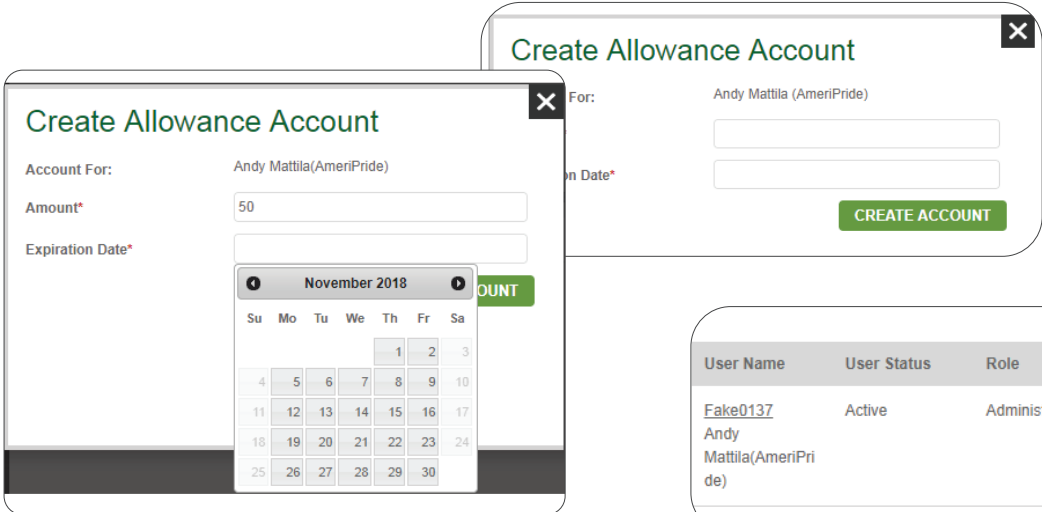 Create Allowance Account
For: Andy Mattila (AmeriPride)
n Date*
CREATE ACCOUNT
Create Allowance Account
Account For: Andy Mattila(AmeriPride)
Amount* 50
Expiration Date*
OUNT
November 2018
Su Mo Tu We Th Fr Sa
1 2 3
4 5 6 7 8 9 10
11 12 13 14 15 16 17
18 19 20 21 22 23 24
25 26 27 28 29 30
User Name User Status Role
Fake0137 Active Adminis
Andy
Mattila(AmeriPri
de)